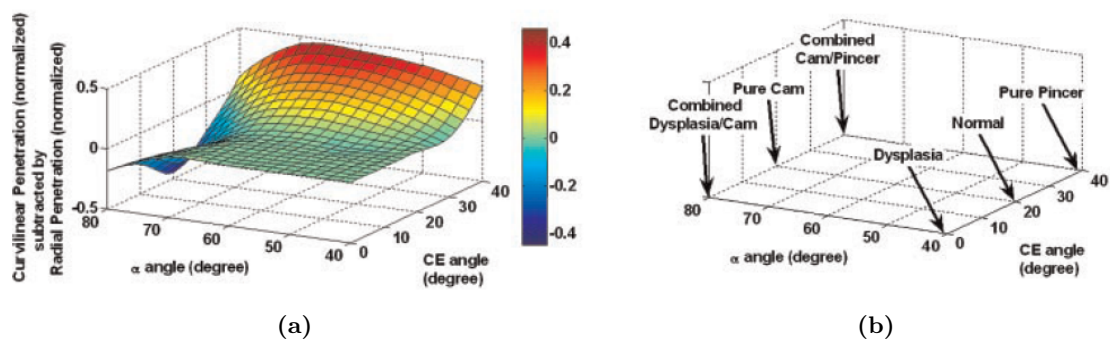 Curvilinear Penetration (normalized)
subtracted by
Radial Penetration (normalized)
0.5
0
-0.5
80
70
60
50
40
α angle (degree)
0
10
20
30
40
CE angle
(degree)
0.4
0.2
0
-0.2
-0.4
(a)
Combined
Cam/Pincer
Pure Cam
Combined
Dysplasia/Cam
Pure Pincer
Normal
Dysplasia
80
70
60
50
40
α angle (degree)
0
10
20
30
40
CE angle
(degree)
(b)